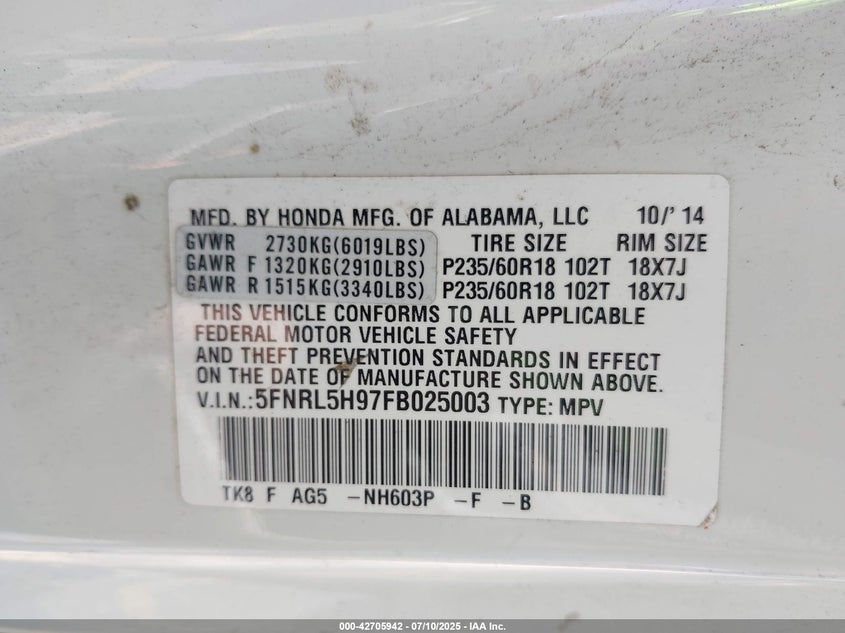 MFD. BY HONDA MFG. OF ALABAMA, LLC 10/'14
GVWR 2730KG(6019LBS) TIRE SIZE RIM SIZE
GAWR F 1320KG(2910LBS) P235/60R18 102T 18X7J
GAWR R 1515KG(3340LBS) P235/60R18 102T 18X7J
THIS VEHICLE CONFORMS TO ALL APPLICABLE
FEDERAL MOTOR VEHICLE SAFETY
AND THEFT PREVENTION STANDARDS IN EFFECT
ON THE DATE OF MANUFACTURE SHOWN ABOVE.
V.I.N.:5FNRL5H97FB025003 TYPE: MPV
TK8 F AG5 -NH603P -F -B
000-42705942 - 07/10/2025 - IAA Inc.